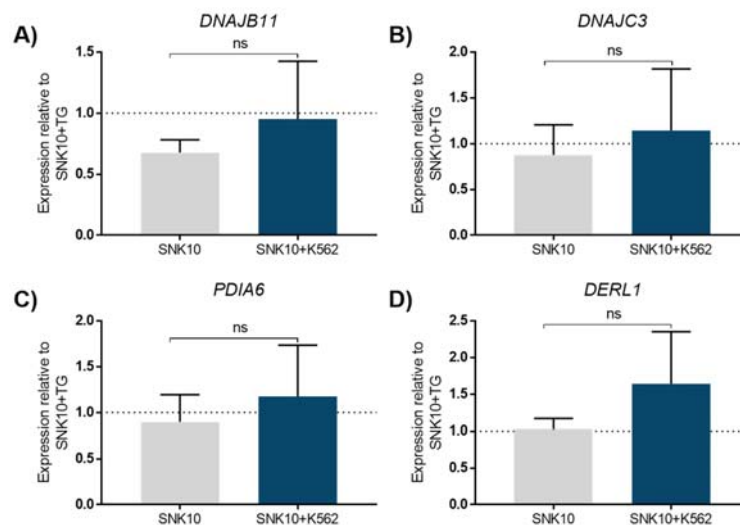 A)
DNAJB11
ns
Expression relative to
SNK10+TG
1.5
1.0
0.5
0.0
SNK10
SNK10+K562
B)
DNAJC3
ns
Expression relative to
SNK10+TG
2.0
1.5
1.0
0.5
0.0
SNK10
SNK10+K562
C)
PDIA6
ns
Expression relative to
SNK10+TG
2.0
1.5
1.0
0.5
0.0
SNK10
SNK10+K562
D)
DERL1
ns
Expression relative to
SNK10+TG
2.5
2.0
1.5
1.0
0.5
0.0
SNK10
SNK10+K562